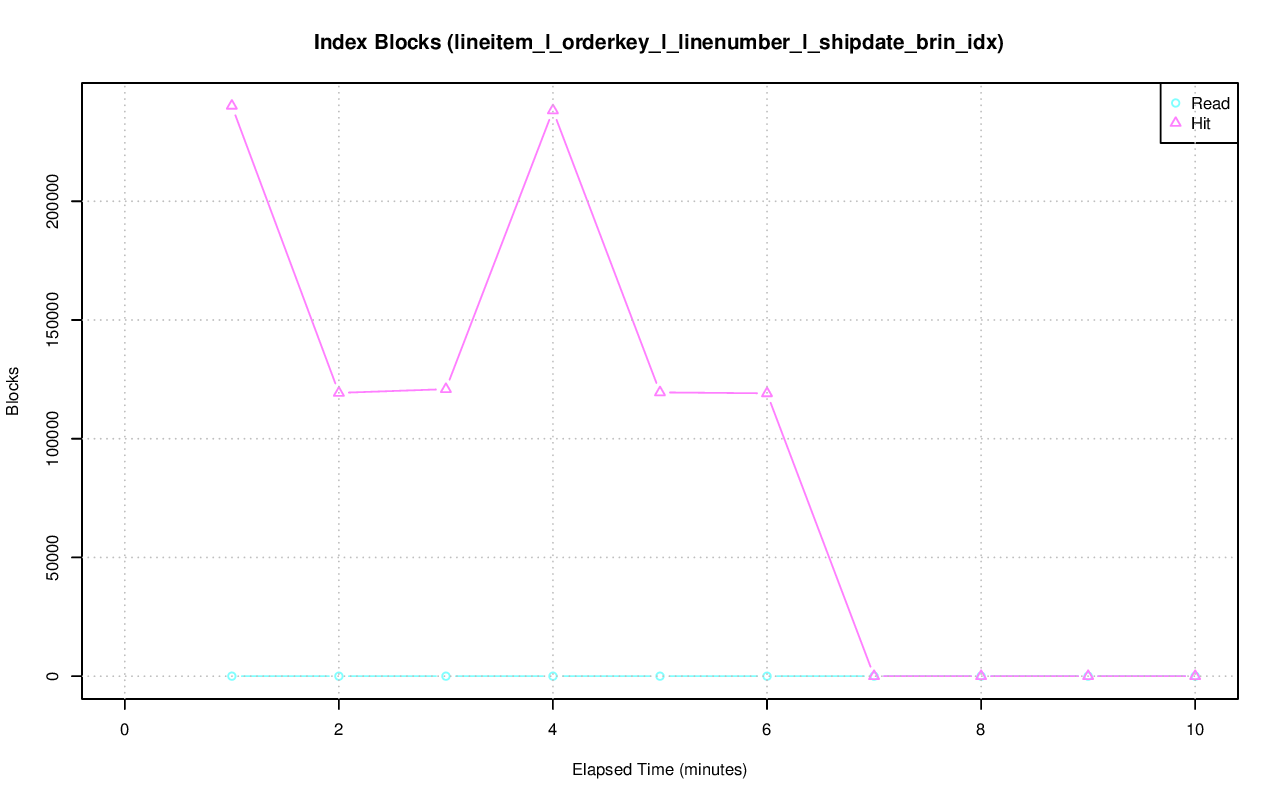 Index Blocks (lineitem_l_orderkey_l_linenumber_l_shipdate_brin_idx)
Read
Hit
Blocks
200000
150000
100000
50000
0
0 2 4 6 8 10
Elapsed Time (minutes)